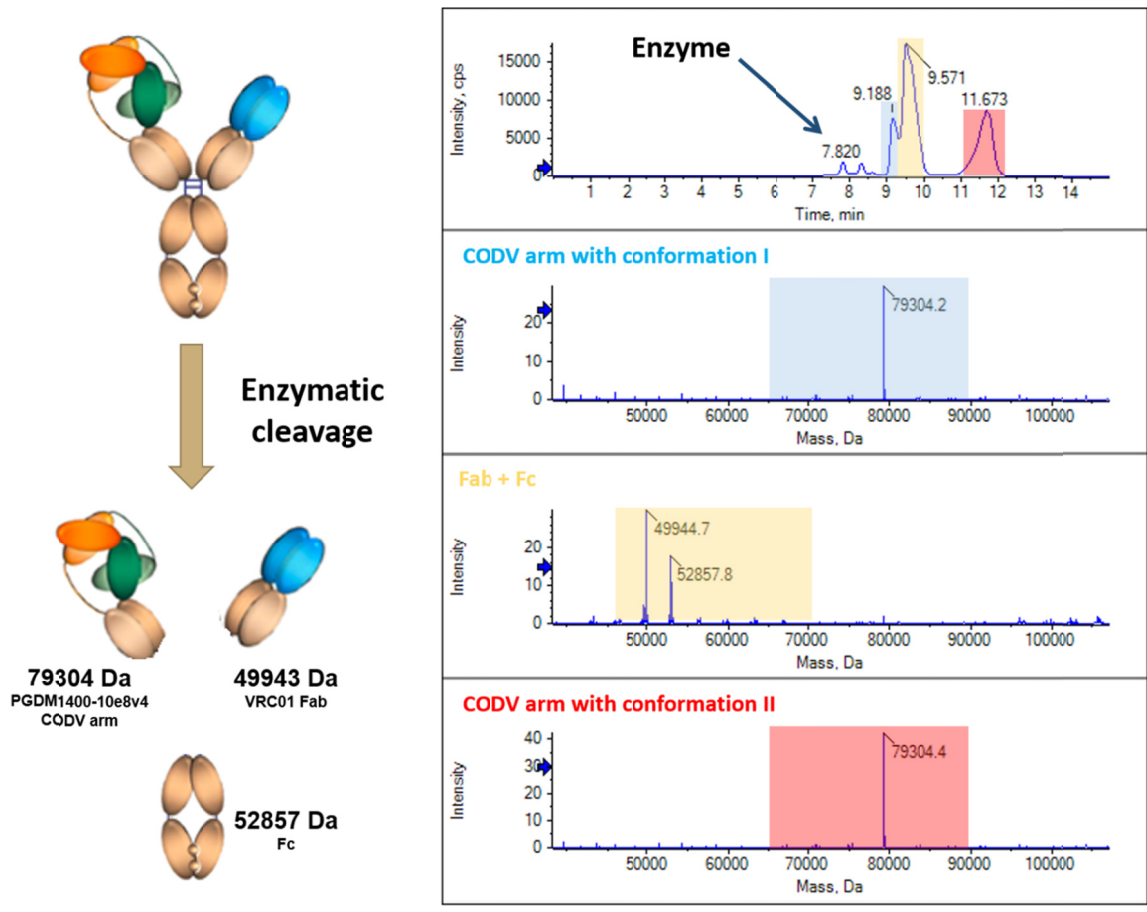 Enzymatic
cleavage
79304 Da
PGDM1400-10e8v4
CODV arm
49943 Da
VRC01 Fab
52857 Da
Fc
Enzyme
Intensity, cps
15000
10000
5000
0
7.820
9.188
9.571
11.673
1 2 3 4 5 6 7 8 9 10 11 12 13 14
Time, min
CODV arm with conformation I
Intensity
20
10
0
79304.2
50000 60000 70000 80000 90000 100000
Mass, Da
Fab + Fc
Intensity
20
10
0
49944.7
52857.8
50000 60000 70000 80000 90000 100000
Mass, Da
CODV arm with conformation II
Intensity
40
30
20
10
0
79304.4
50000 60000 70000 80000 90000 100000
Mass, Da